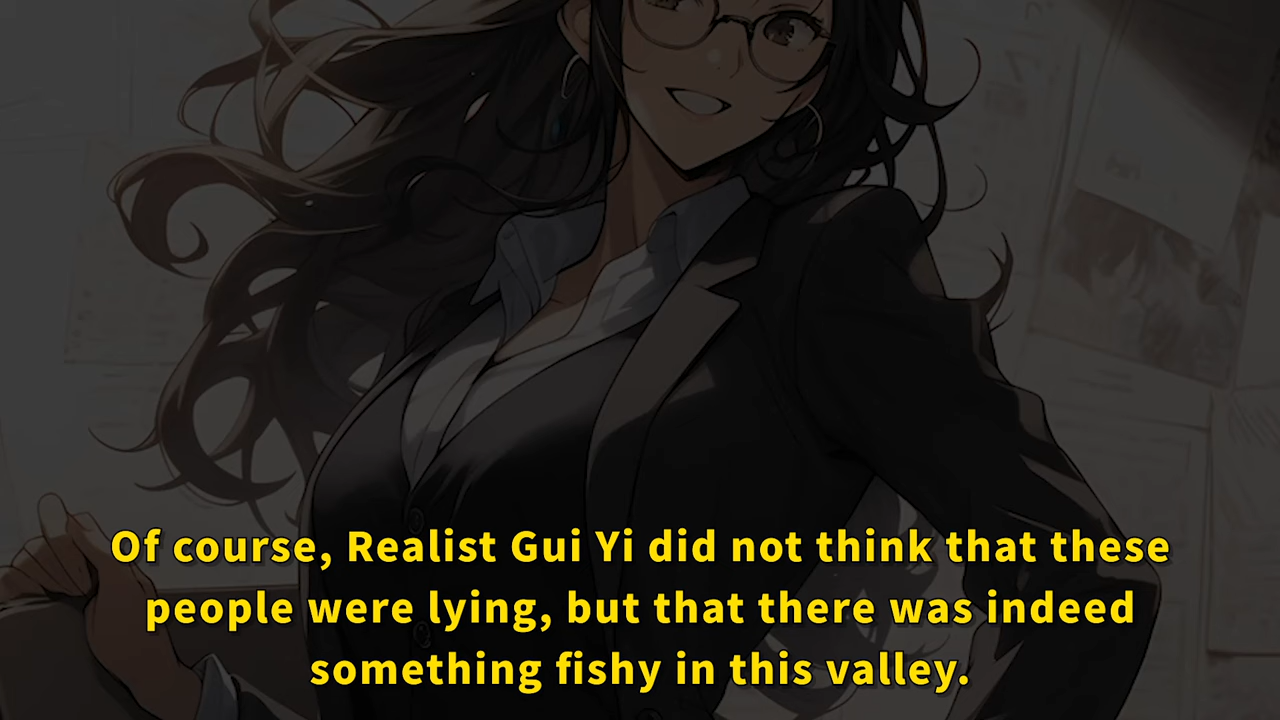 Of course, Realist Gui Yi did not think that these
people were lying, but that there was indeed
something fishy in this valley.